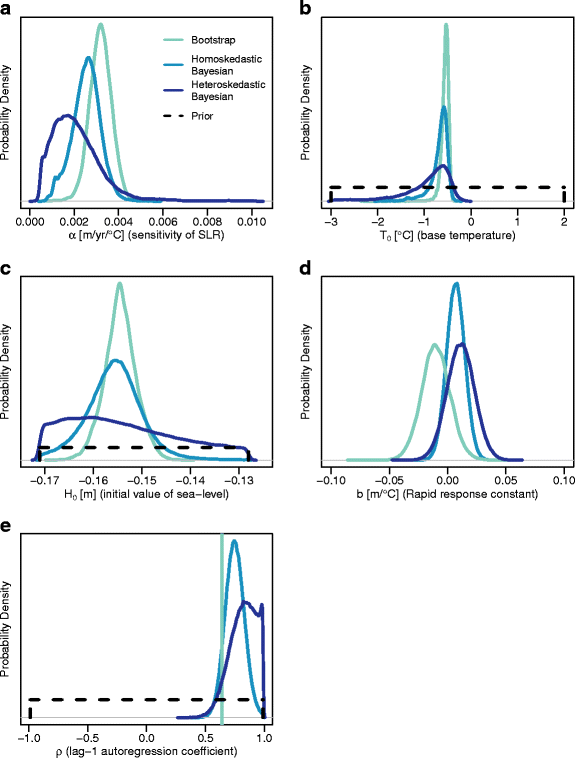 a
Probability Density
Bootstrap
Homoskedastic
Bayesian
Heteroskedastic
Bayesian
Prior
0.000 0.002 0.004 0.006 0.008 0.010
α [m/yr/°C] (sensitivity of SLR)
b
Probability Density
−3 −2 −1 0 1 2
T₀ [°C] (base temperature)
c
Probability Density
−0.17 −0.16 −0.15 −0.14 −0.13
H₀ [m] (initial value of sea−level)
d
Probability Density
−0.10 −0.05 0.00 0.05 0.10
b [m/°C] (Rapid response constant)
e
Probability Density
−1.0 −0.5 0.0 0.5 1.0
ρ (lag−1 autoregression coefficient)